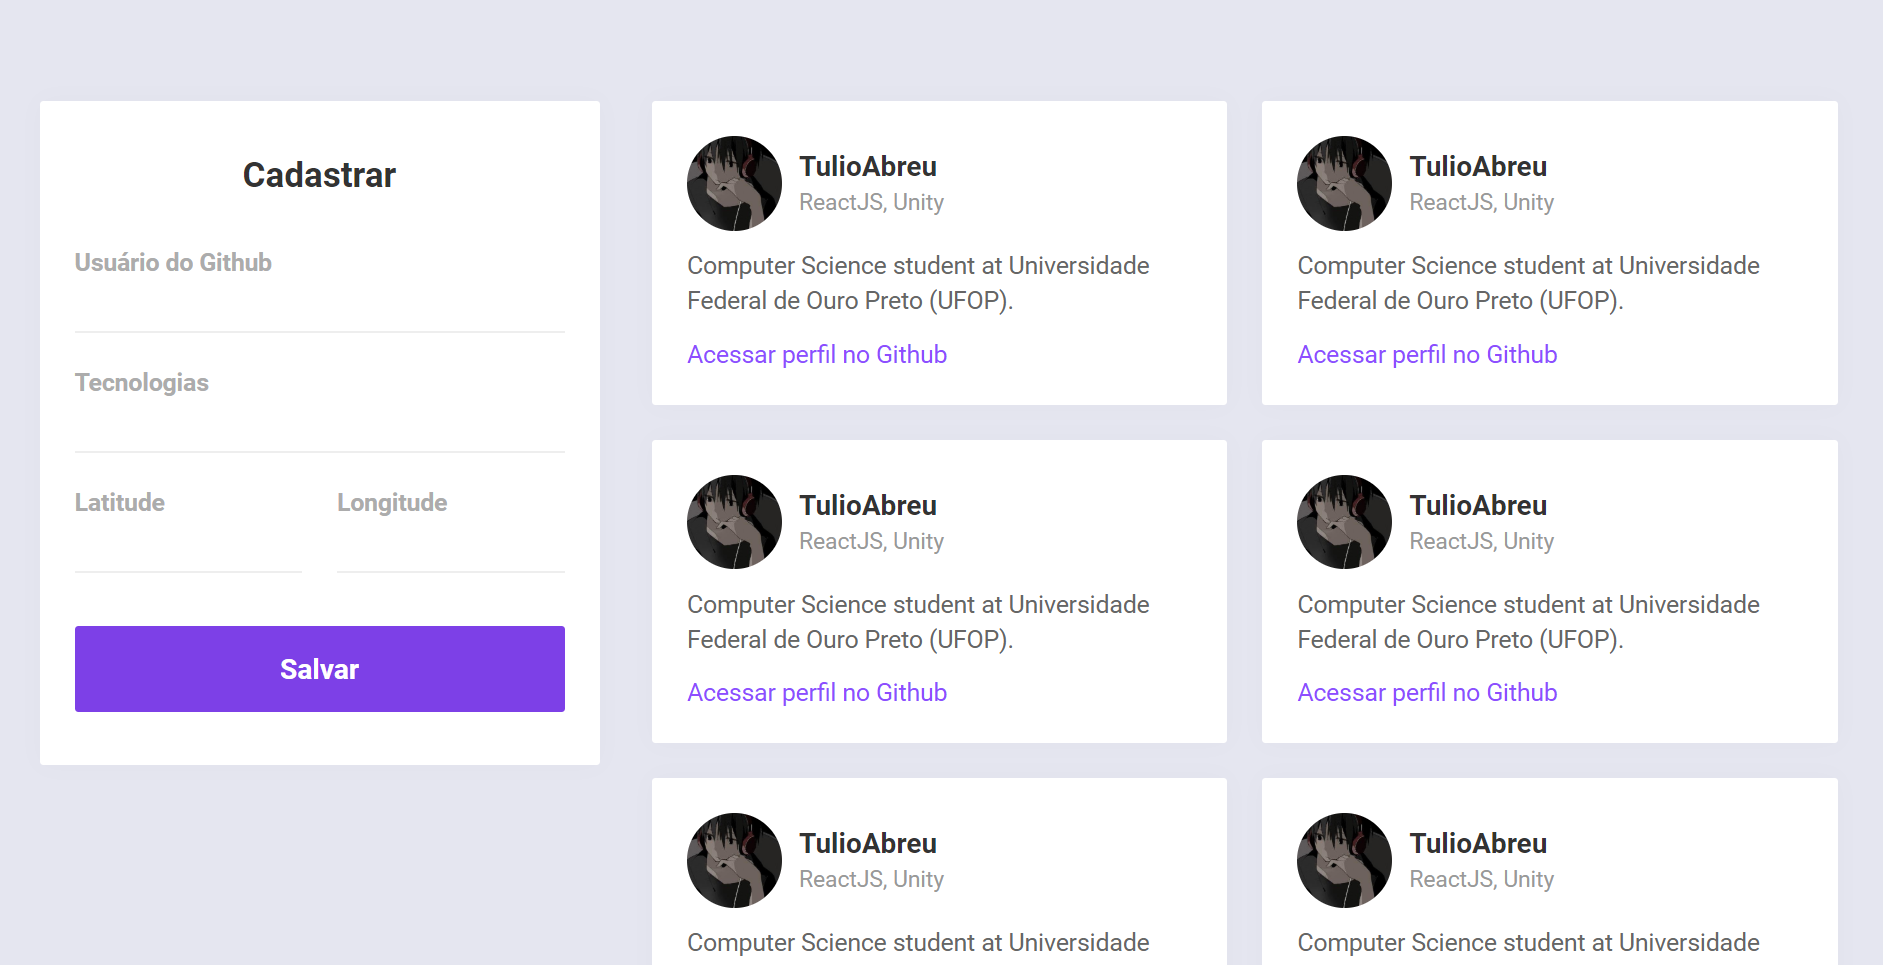 Cadastrar
Usuário do Github
Tecnologias
Latitude
Longitude
Salvar
TulioAbreu
ReactJS, Unity
Computer Science student at Universidade
Federal de Ouro Preto (UFOP).
Acessar perfil no Github
TulioAbreu
ReactJS, Unity
Computer Science student at Universidade
Federal de Ouro Preto (UFOP).
Acessar perfil no Github
TulioAbreu
ReactJS, Unity
Computer Science student at Universidade
Federal de Ouro Preto (UFOP).
Acessar perfil no Github
TulioAbreu
ReactJS, Unity
Computer Science student at Universidade
Federal de Ouro Preto (UFOP).
Acessar perfil no Github
TulioAbreu
ReactJS, Unity
Computer Science student at Universidade
TulioAbreu
ReactJS, Unity
Computer Science student at Universidade